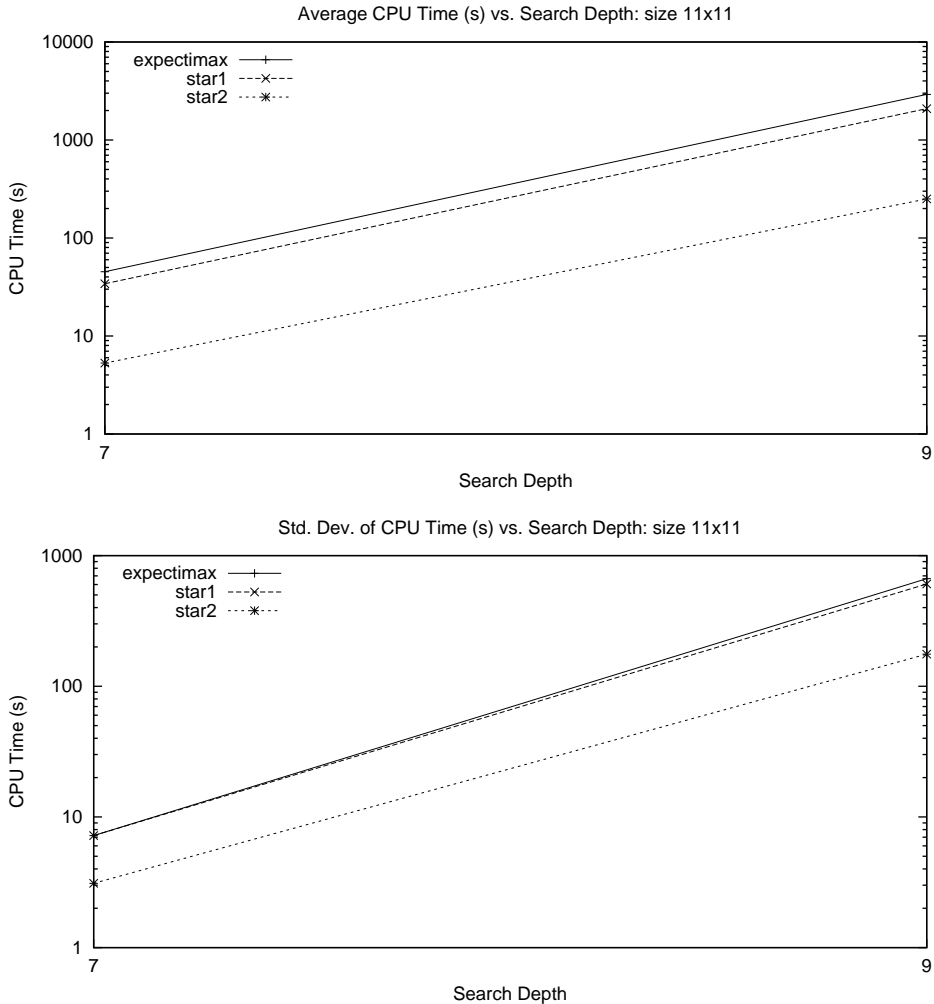 Average CPU Time (s) vs. Search Depth: size 11x11
10000
1000
100
10
1
CPU Time (s)
expectimax
star1
star2
7
9
Search Depth
Std. Dev. of CPU Time (s) vs. Search Depth: size 11x11
1000
100
10
1
CPU Time (s)
expectimax
star1
star2
7
9
Search Depth